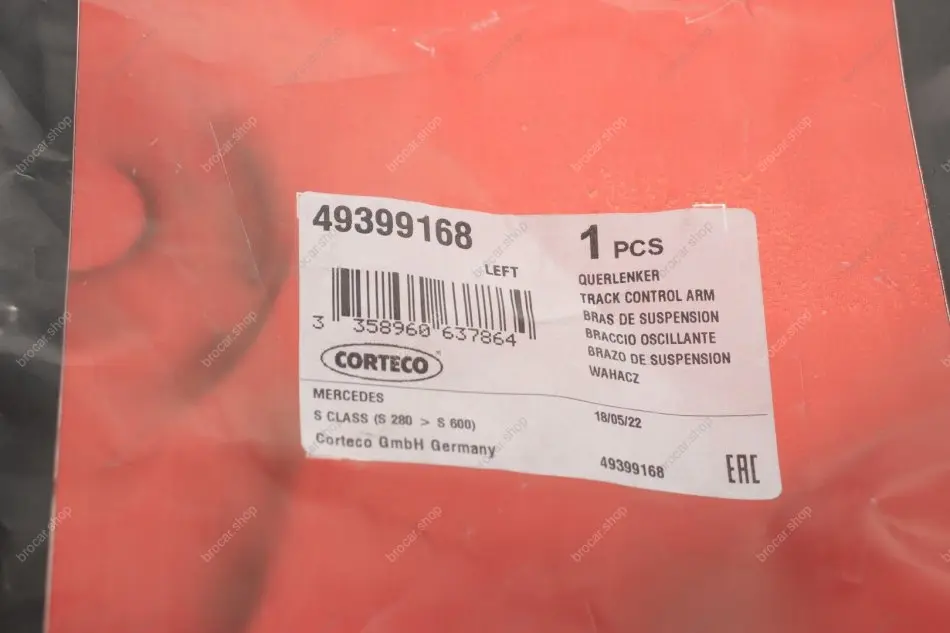 49399168
LEFT
3 358960 637864
CORTECO
1 PCS
QUERLENKER
TRACK CONTROL ARM
BRAS DE SUSPENSION
BRACCIO OSCILLANTE
BRAZO DE SUSPENSION
WAHACZ
MERCEDES
S CLASS (S 280 > S 600)
Corteco GmbH Germany
18/05/22
49399168
EAC
brocar.shop